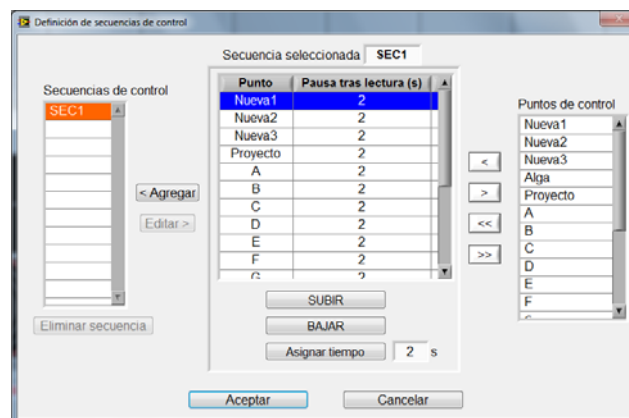 Definición de secuencias de control
Secuencia seleccionada SEC1
Secuencias de control
SEC1
< Agregar
Editar >
Eliminar secuencia
Punto Pausa tras lectura (s)
Nueva1 2
Nueva2 2
Nueva3 2
Proyecto 2
A 2
B 2
C 2
D 2
E 2
F 2
G 2
SUBIR
BAJAR
Asignar tiempo 2 s
<
>
<<
>>
Puntos de control
Nueva1
Nueva2
Nueva3
Alga
Proyecto
A
B
C
D
E
F
Aceptar Cancelar